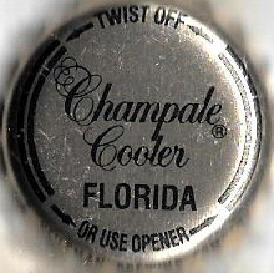 TWIST OFF
Champale®
Cooler
FLORIDA
OR USE OPENER